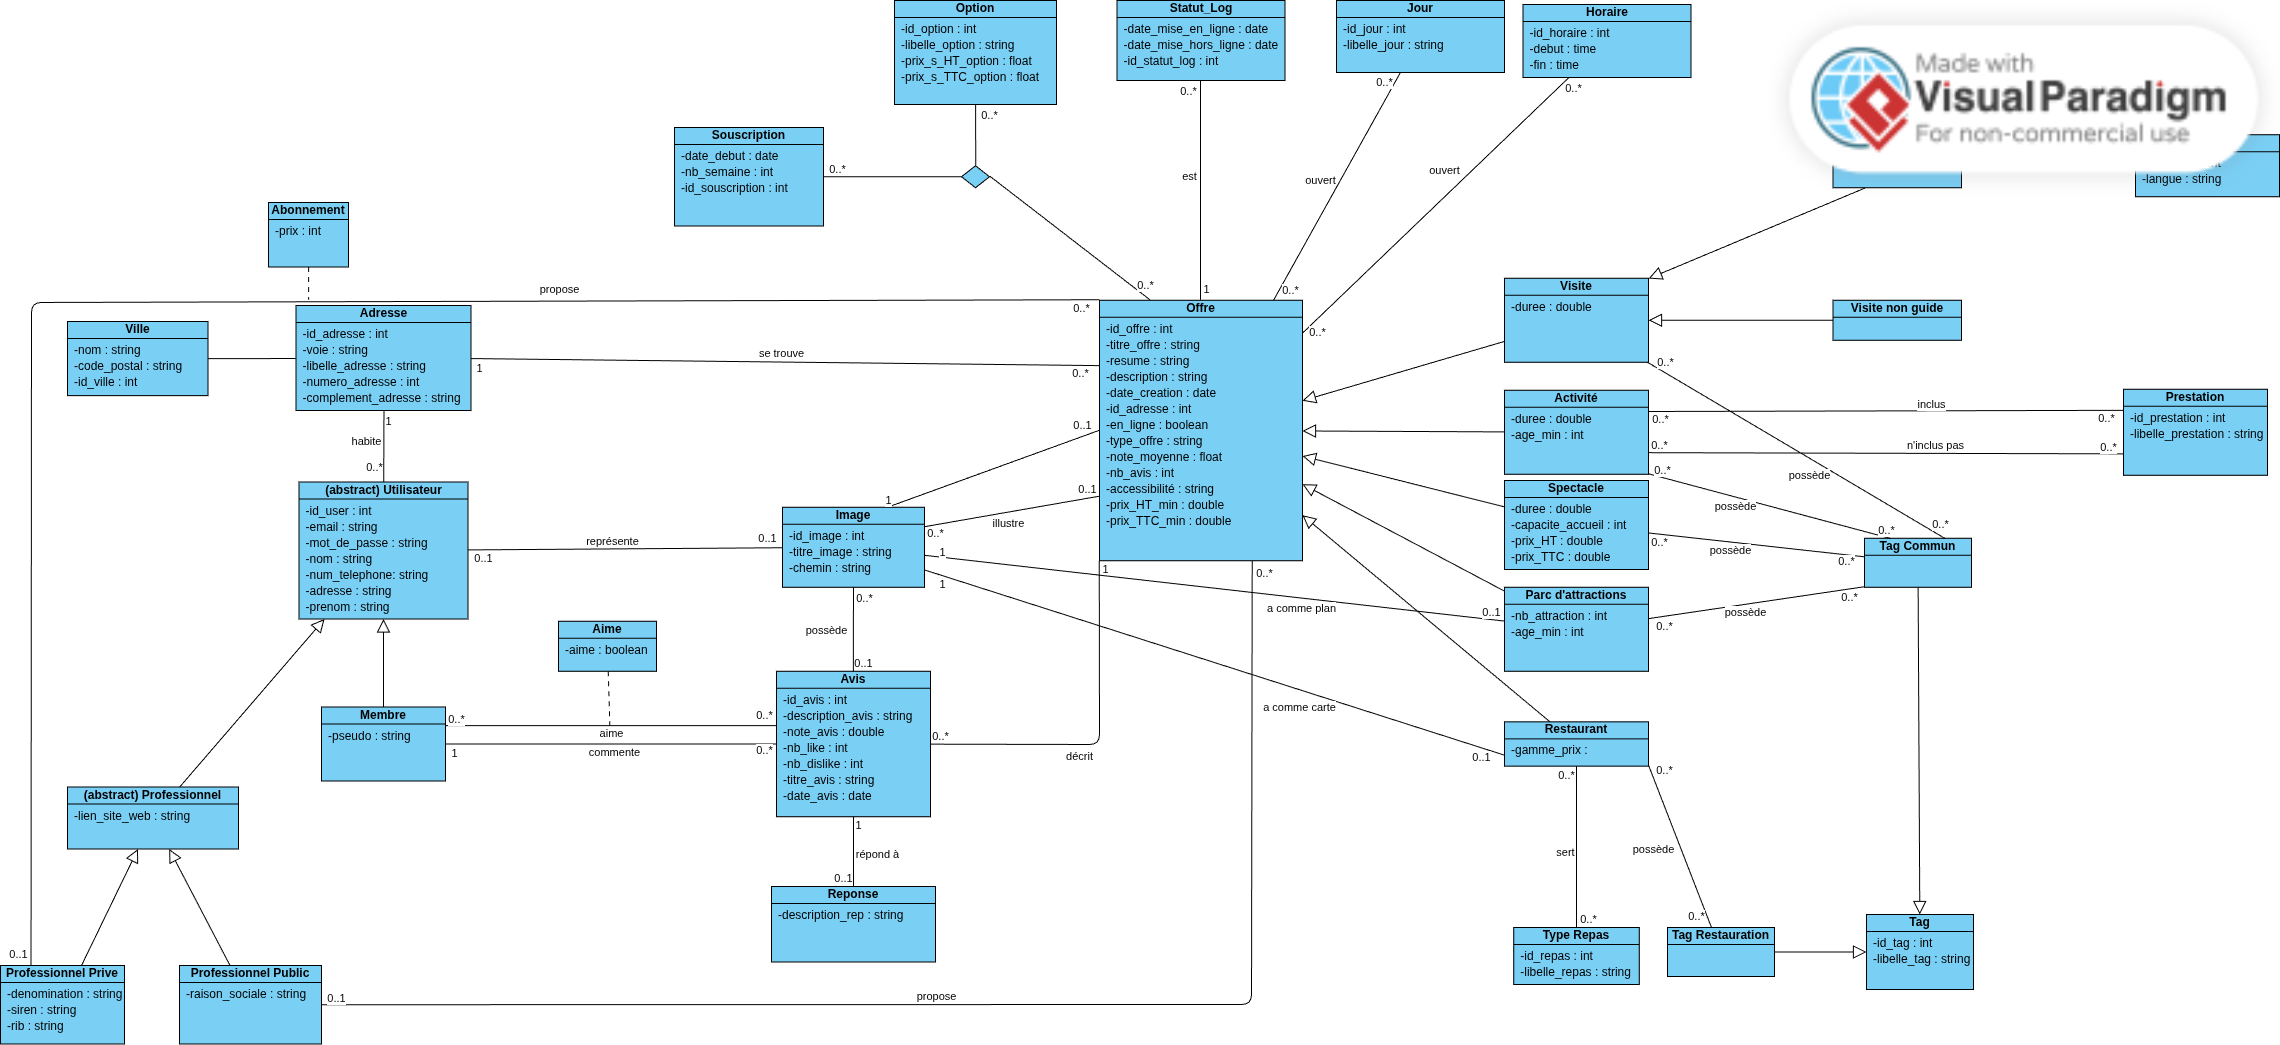 Option
-id_option : int
-libelle_option : string
-prix_s_HT_option : float
-prix_s_TTC_option : float
0..*
Statut_Log
-date_mise_en_ligne : date
-date_mise_hors_ligne : date
-id_statut_log : int
0..*
est
1
Jour
-id_jour : int
-libelle_jour : string
0..*
ouvert
0..*
Horaire
-id_horaire : int
-debut : time
-fin : time
0..*
ouvert
0..*
Made with
Visual Paradigm
For non-commercial use
-langue : string
Souscription
-date_debut : date
-nb_semaine : int
-id_souscription : int
0..*
0..*
Abonnement
-prix : int
propose
0..*
Ville
-nom : string
-code_postal : string
-id_ville : int
Adresse
-id_adresse : int
-voie : string
-libelle_adresse : string
-numero_adresse : int
-complement_adresse : string
1
se trouve
0..*
1
habite
0..*
Offre
-id_offre : int
-titre_offre : string
-resume : string
-description : string
-date_creation : date
-id_adresse : int
-en_ligne : boolean
-type_offre : string
-note_moyenne : float
-nb_avis : int
-accessibilité : string
-prix_HT_min : double
-prix_TTC_min : double
Visite
-duree : double
0..*
Visite non guide
Activité
-duree : double
-age_min : int
0..*
inclus
0..*
0..*
n'inclus pas
0..*
Prestation
-id_prestation : int
-libelle_prestation : string
0..*
possède
possède
0..*
0..*
Spectacle
-duree : double
-capacite_accueil : int
-prix_HT : double
-prix_TTC : double
0..*
possède
0..*
Tag Commun
(abstract) Utilisateur
-id_user : int
-email : string
-mot_de_passe : string
-nom : string
-num_telephone: string
-adresse : string
-prenom : string
0..1
représente
0..1
0..1
1
0..1
illustre
0..*
Image
-id_image : int
-titre_image : string
-chemin : string
1
1
a comme plan
0..1
Parc d'attractions
-nb_attraction : int
-age_min : int
0..*
possède
0..*
1
0..*
0..*
possède
0..1
Aime
-aime : boolean
Membre
-pseudo : string
0..*
aime
0..*
1
commente
0..*
Avis
-id_avis : int
-description_avis : string
-note_avis : double
-nb_like : int
-nb_dislike : int
-titre_avis : string
-date_avis : date
0..*
décrit
a comme carte
0..1
Restaurant
-gamme_prix :
0..*
0..*
sert
possède
0..*
0..*
(abstract) Professionnel
-lien_site_web : string
1
répond à
0..1
Reponse
-description_rep : string
Type Repas
-id_repas : int
-libelle_repas : string
Tag Restauration
Tag
-id_tag : int
-libelle_tag : string
0..1
Professionnel Prive
-denomination : string
-siren : string
-rib : string
Professionnel Public
-raison_sociale : string
0..1
propose